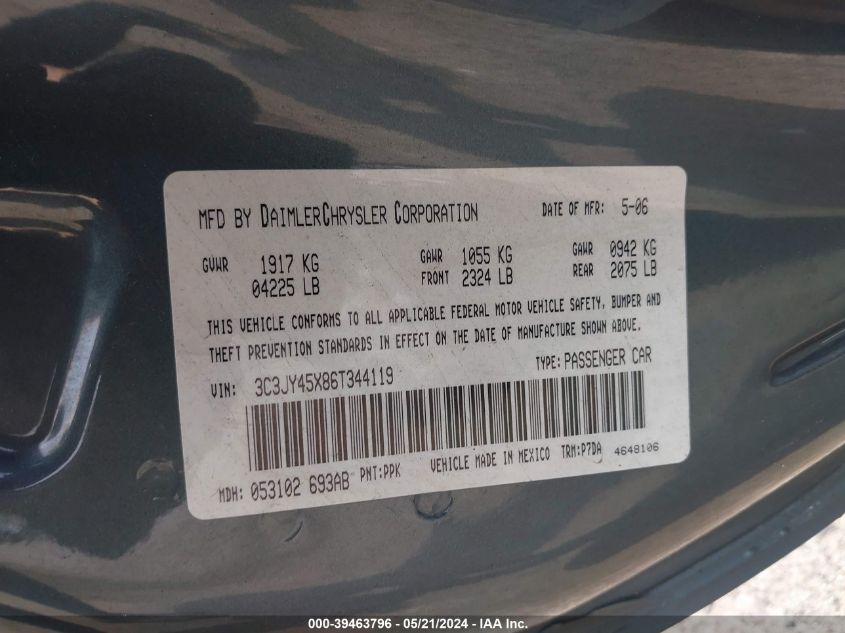 MFD BY DAIMLERCHRYSLER CORPORATION DATE OF MFR: 5-06
GVWR 1917 KG GAWR 1055 KG GAWR 0942 KG
04225 LB FRONT 2324 LB REAR 2075 LB
THIS VEHICLE CONFORMS TO ALL APPLICABLE FEDERAL MOTOR VEHICLE SAFETY, BUMPER AND
THEFT PREVENTION STANDARDS IN EFFECT ON THE DATE OF MANUFACTURE SHOWN ABOVE.
VIN: 3C3JY45X86T344119 TYPE: PASSENGER CAR
MDH: 053102 693AB PNT:PPK VEHICLE MADE IN MEXICO TRM:P7DA 4648106
000-39463796 - 05/21/2024 - IAA Inc.